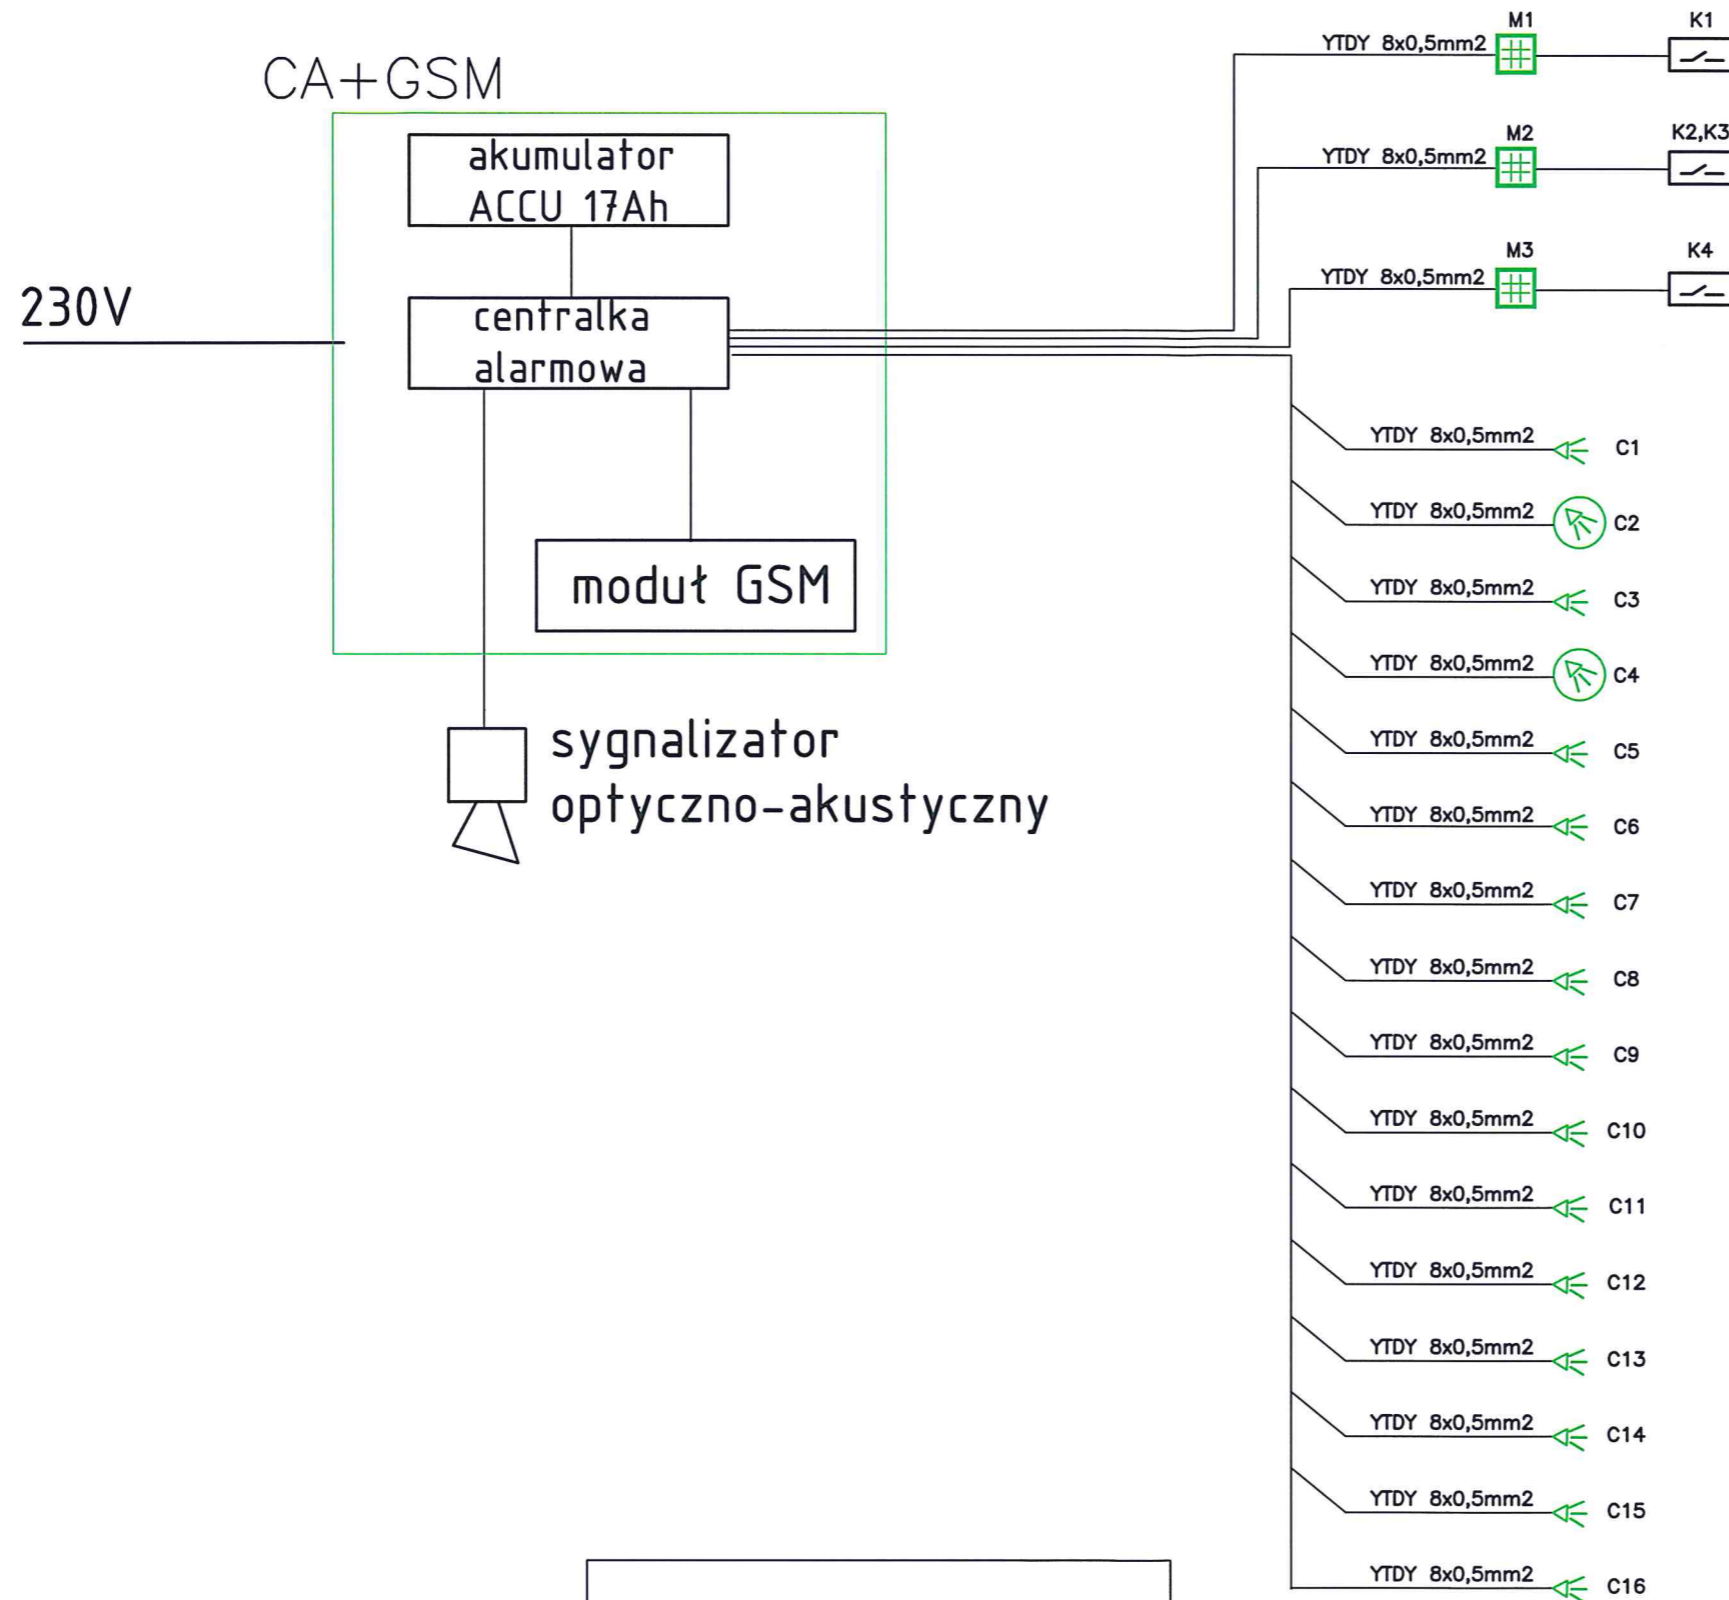 CA+GSM
akumulator
ACCU 17Ah
230V
centralka
alarmowa
moduł GSM
sygnalizator
optyczno-akustyczny
YTDY 8x0,5mm2 M1 K1
YTDY 8x0,5mm2 M2 K2,K3
YTDY 8x0,5mm2 M3 K4
YTDY 8x0,5mm2 C1
YTDY 8x0,5mm2 C2
YTDY 8x0,5mm2 C3
YTDY 8x0,5mm2 C4
YTDY 8x0,5mm2 C5
YTDY 8x0,5mm2 C6
YTDY 8x0,5mm2 C7
YTDY 8x0,5mm2 C8
YTDY 8x0,5mm2 C9
YTDY 8x0,5mm2 C10
YTDY 8x0,5mm2 C11
YTDY 8x0,5mm2 C12
YTDY 8x0,5mm2 C13
YTDY 8x0,5mm2 C14
YTDY 8x0,5mm2 C15
YTDY 8x0,5mm2 C16